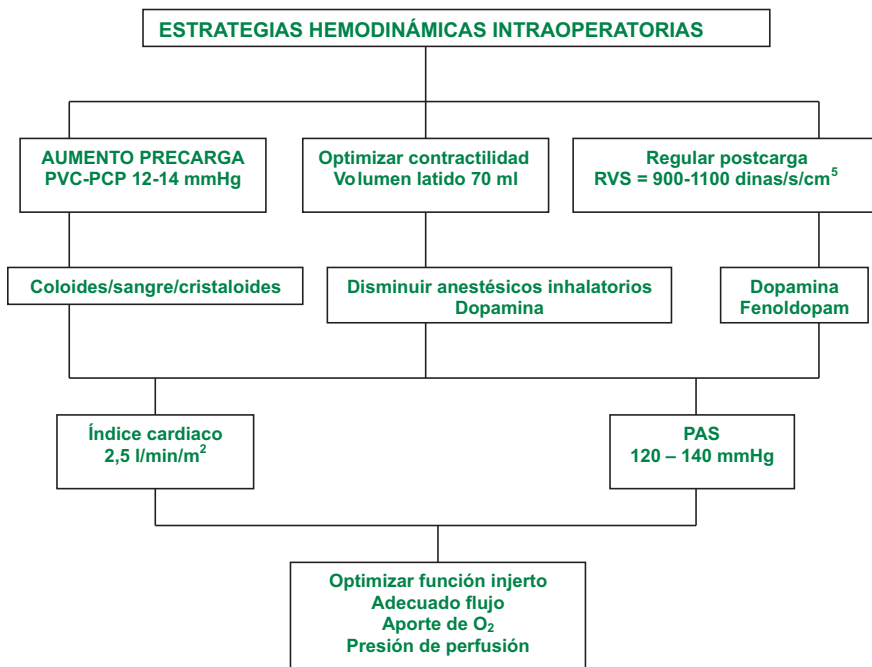 ESTRATEGIAS HEMODINÁMICAS INTRAOPERATORIAS
AUMENTO PRECARGA
PVC-PCP 12-14 mmHg
Optimizar contractilidad
Volumen latido 70 ml
Regular postcarga
RVS = 900-1100 dinas/s/cm⁵
Coloides/sangre/cristaloides
Disminuir anestésicos inhalatorios
Dopamina
Dopamina
Fenoldopam
Índice cardiaco
2,5 l/min/m²
PAS
120 – 140 mmHg
Optimizar función injerto
Adecuado flujo
Aporte de O₂
Presión de perfusión